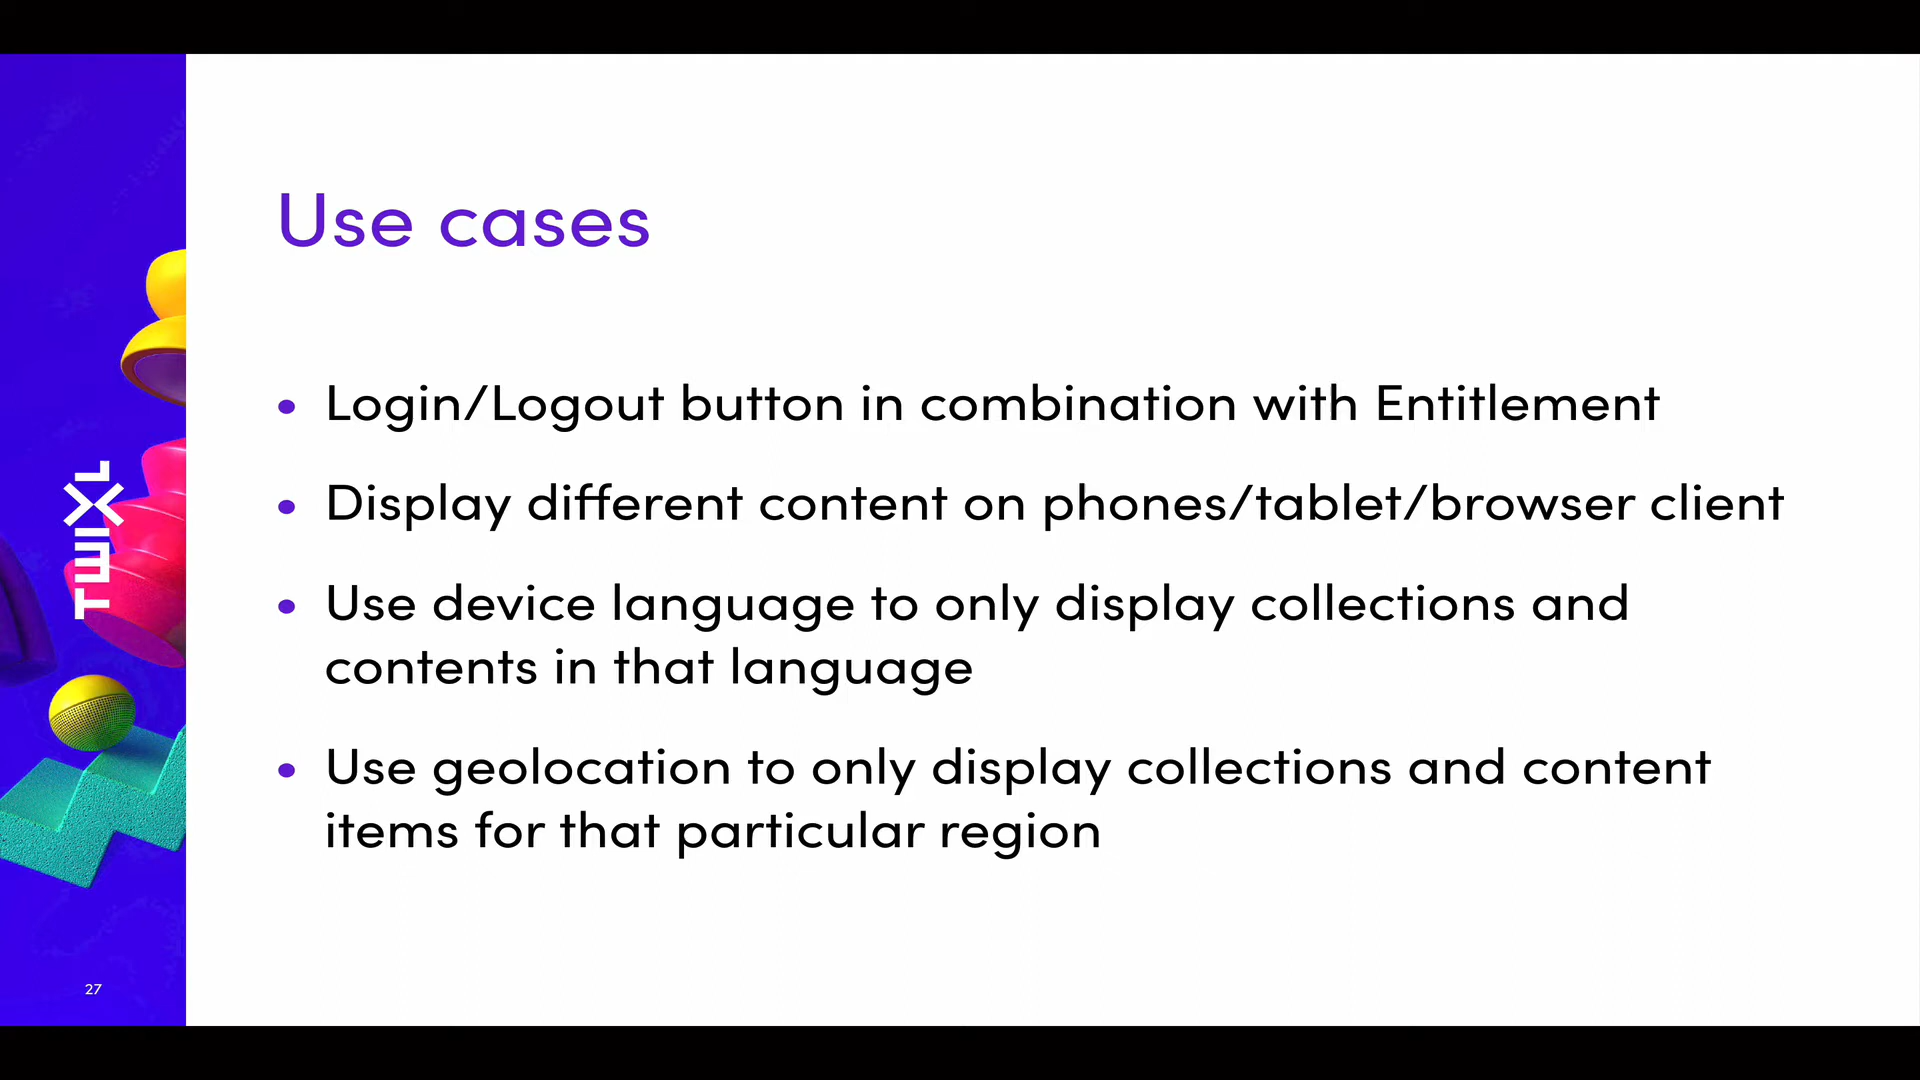 Use cases
• Login/Logout button in combination with Entitlement
• Display different content on phones/tablet/browser client
• Use device language to only display collections and
contents in that language
• Use geolocation to only display collections and content
items for that particular region
TWIXL
27